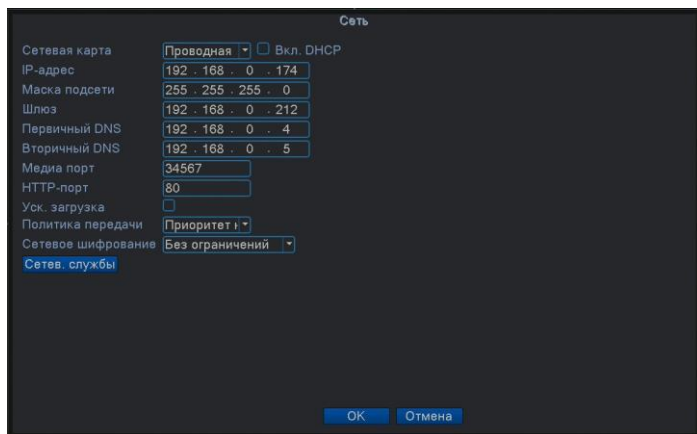 Сеть
Сетевая карта Проводная Вкл. DHCP
IP-адрес 192 . 168 . 0 . 174
Маска подсети 255 . 255 . 255 . 0
Шлюз 192 . 168 . 0 . 212
Первичный DNS 192 . 168 . 0 . 4
Вторичный DNS 192 . 168 . 0 . 5
Медиа порт 34567
HTTP-порт 80
Уск. загрузка
Политика передачи Приоритет
Сетевое шифрование Без ограничений
Сетев. службы
OK Отмена